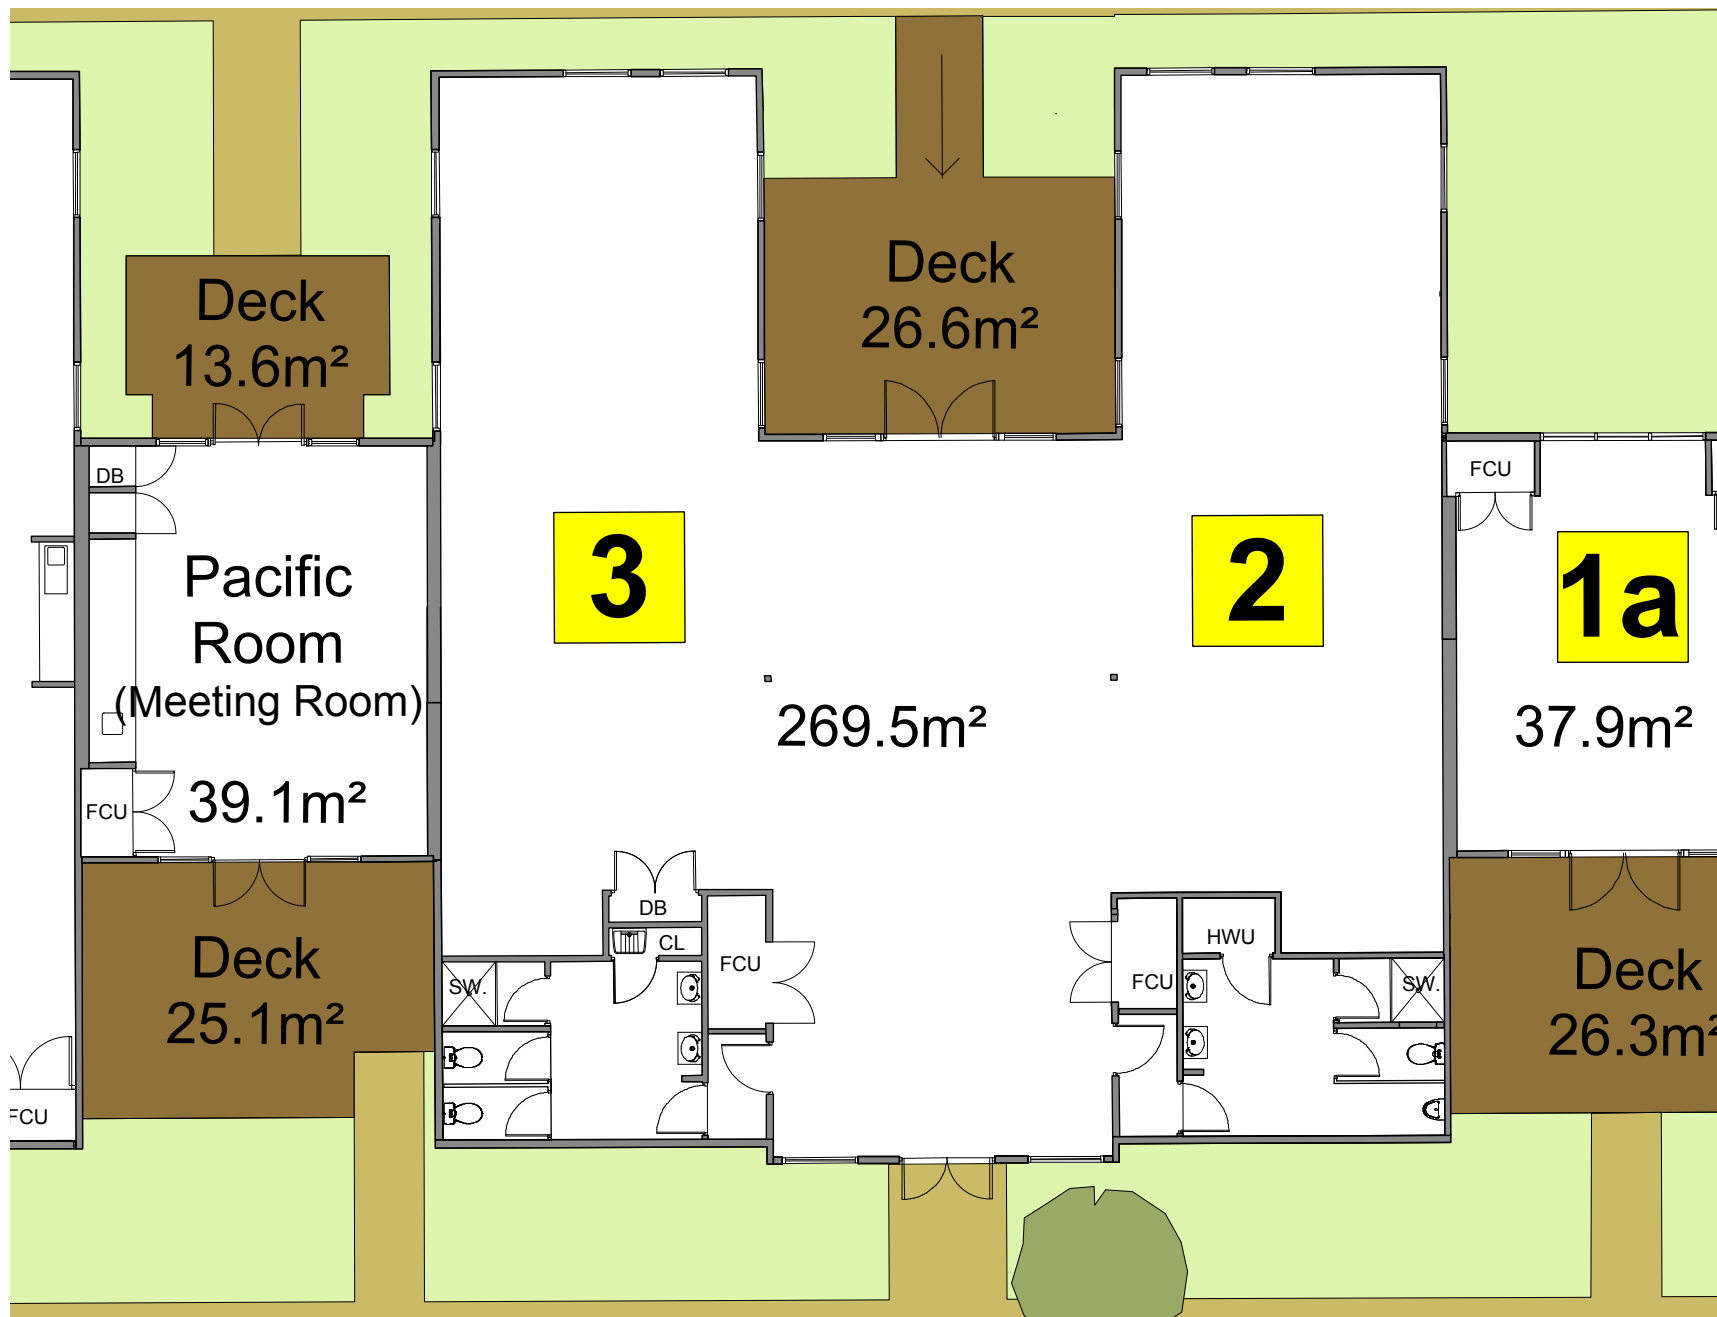 Deck
13.6m²
Deck
26.6m²
DB
FCU
Pacific
Room
(Meeting Room)
39.1m²
FCU
3
2
1a
269.5m²
37.9m²
DB
CL
FCU
SW.
HWU
FCU
SW.
Deck
25.1m²
Deck
26.3m²
FCU